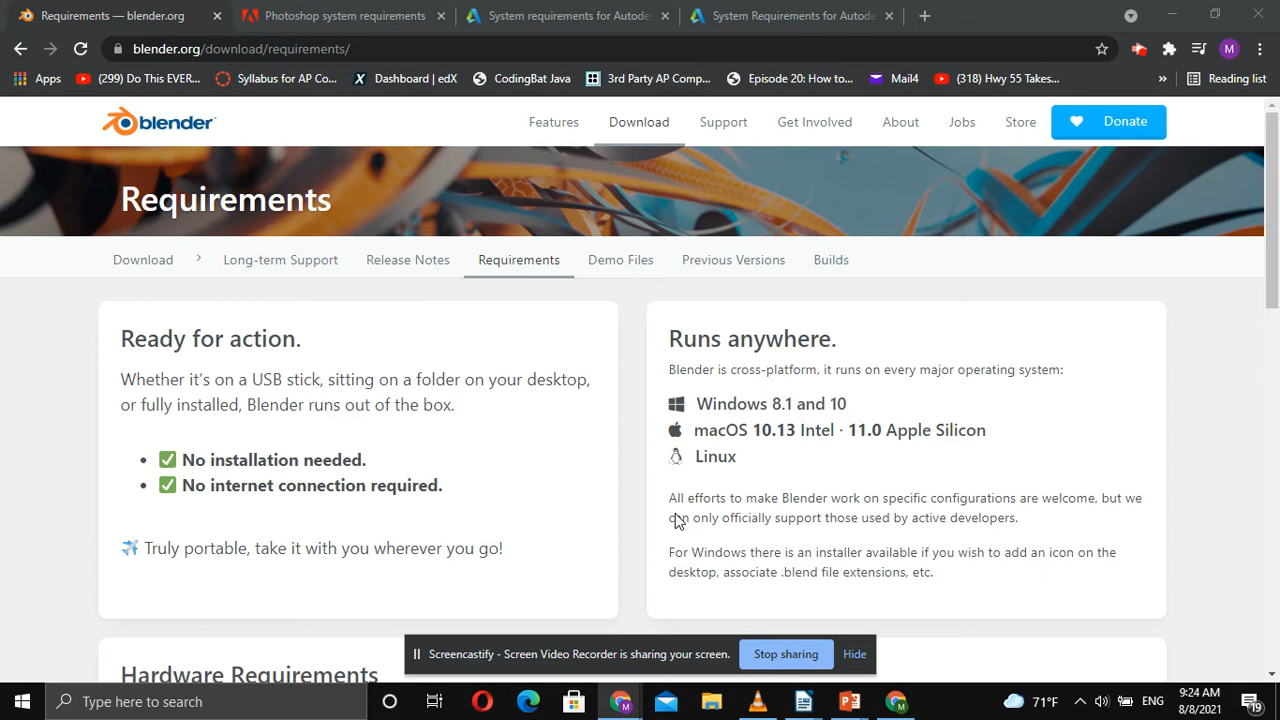 Requirements — blender.org
Photoshop system requirements
System requirements for Autode
System Requirements for Autode
blender.org/download/requirements/
M
Apps
(299) Do This EVER...
Syllabus for AP Co...
Dashboard | edX
CodingBat Java
3rd Party AP Comp...
Episode 20: How to...
Mail4
(318) Hwy 55 Takes...
»
Reading list
blender
Features
Download
Support
Get Involved
About
Jobs
Store
Donate
Requirements
Download
Long-term Support
Release Notes
Requirements
Demo Files
Previous Versions
Builds
Ready for action.
Whether it's on a USB stick, sitting on a folder on your desktop,
or fully installed, Blender runs out of the box.
• ✅ No installation needed.
• ✅ No internet connection required.
✈️ Truly portable, take it with you wherever you go!
Runs anywhere.
Blender is cross-platform, it runs on every major operating system:
Windows 8.1 and 10
macOS 10.13 Intel · 11.0 Apple Silicon
Linux
All efforts to make Blender work on specific configurations are welcome, but we
can only officially support those used by active developers.
For Windows there is an installer available if you wish to add an icon on the
desktop, associate .blend file extensions, etc.
Hardware Requirements
Screencastify - Screen Video Recorder is sharing your screen.
Stop sharing
Hide
Type here to search
71°F
ENG
9:24 AM
8/8/2021
19